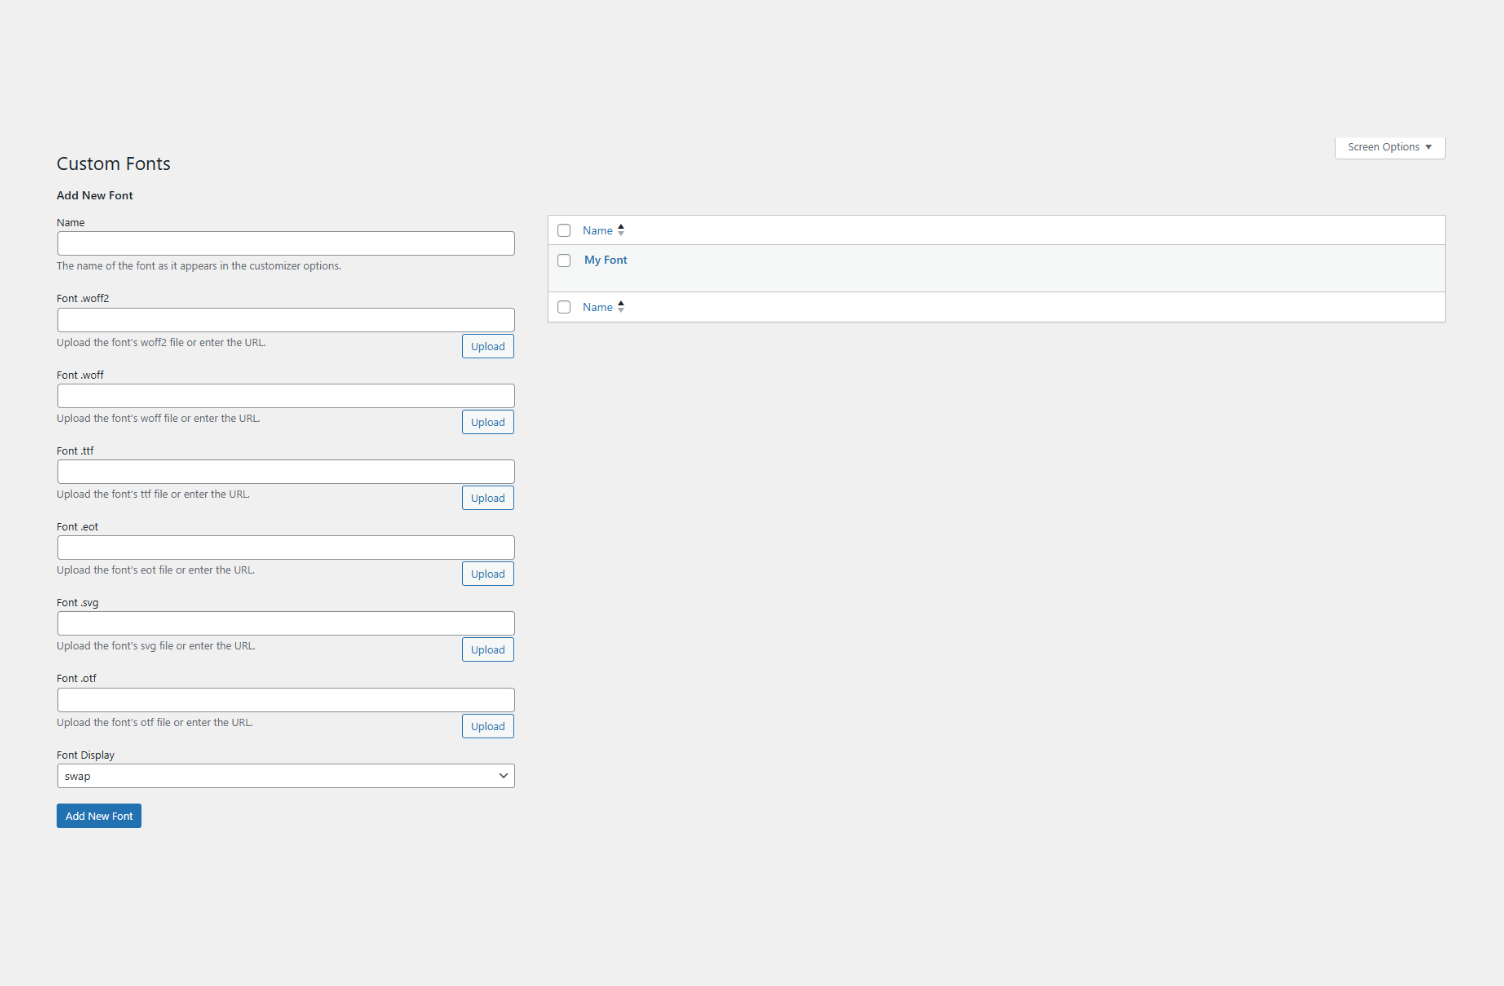 Screen Options
Custom Fonts
Add New Font
Name
The name of the font as it appears in the customizer options.
Font .woff2
Upload the font's woff2 file or enter the URL.
Upload
Font .woff
Upload the font's woff file or enter the URL.
Upload
Font .ttf
Upload the font's ttf file or enter the URL.
Upload
Font .eot
Upload the font's eot file or enter the URL.
Upload
Font .svg
Upload the font's svg file or enter the URL.
Upload
Font .otf
Upload the font's otf file or enter the URL.
Upload
Font Display
swap
Add New Font
Name
My Font
Name